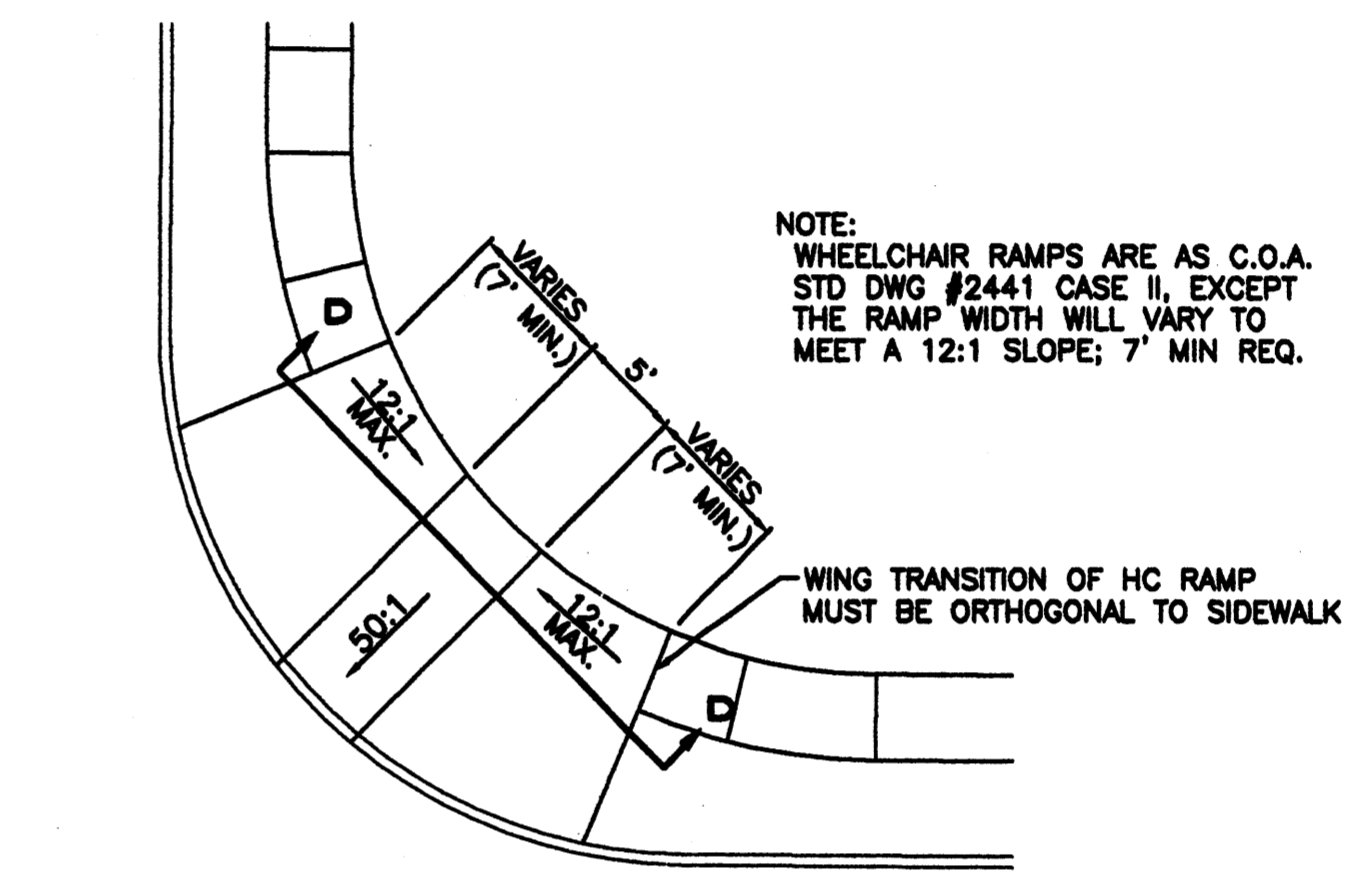 NOTE:
WHEELCHAIR RAMPS ARE AS C.O.A.
STD DWG #2441 CASE II, EXCEPT
THE RAMP WIDTH WILL VARY TO
MEET A 12:1 SLOPE; 7' MIN REQ.
VARIES
(7' MIN.)
5'
VARIES
(7' MIN.)
D
12:1
MAX.
50:1
12:1
MAX.
D
WING TRANSITION OF HC RAMP
MUST BE ORTHOGONAL TO SIDEWALK